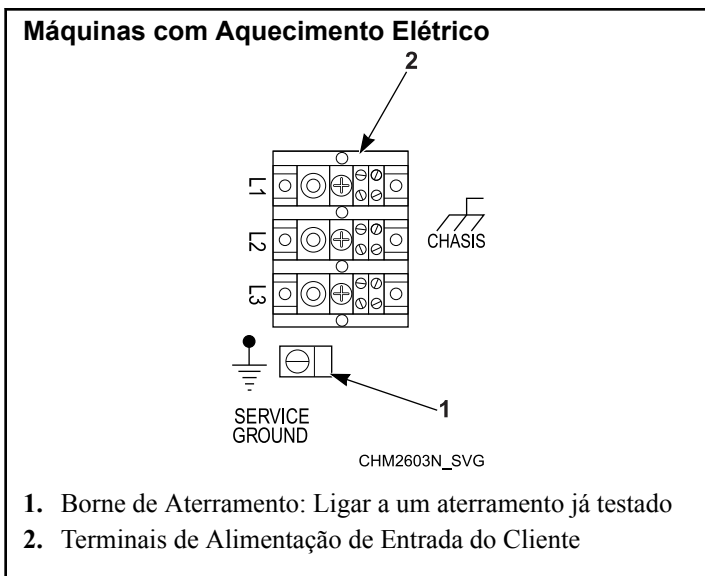 Máquinas com Aquecimento Elétrico
2
L1
L2
CHASIS
L3
1
SERVICE
GROUND
CHM2603N_SVG
1. Borne de Aterramento: Ligar a um aterramento já testado
2. Terminais de Alimentação de Entrada do Cliente